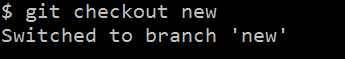 $ git checkout new
Switched to branch 'new'